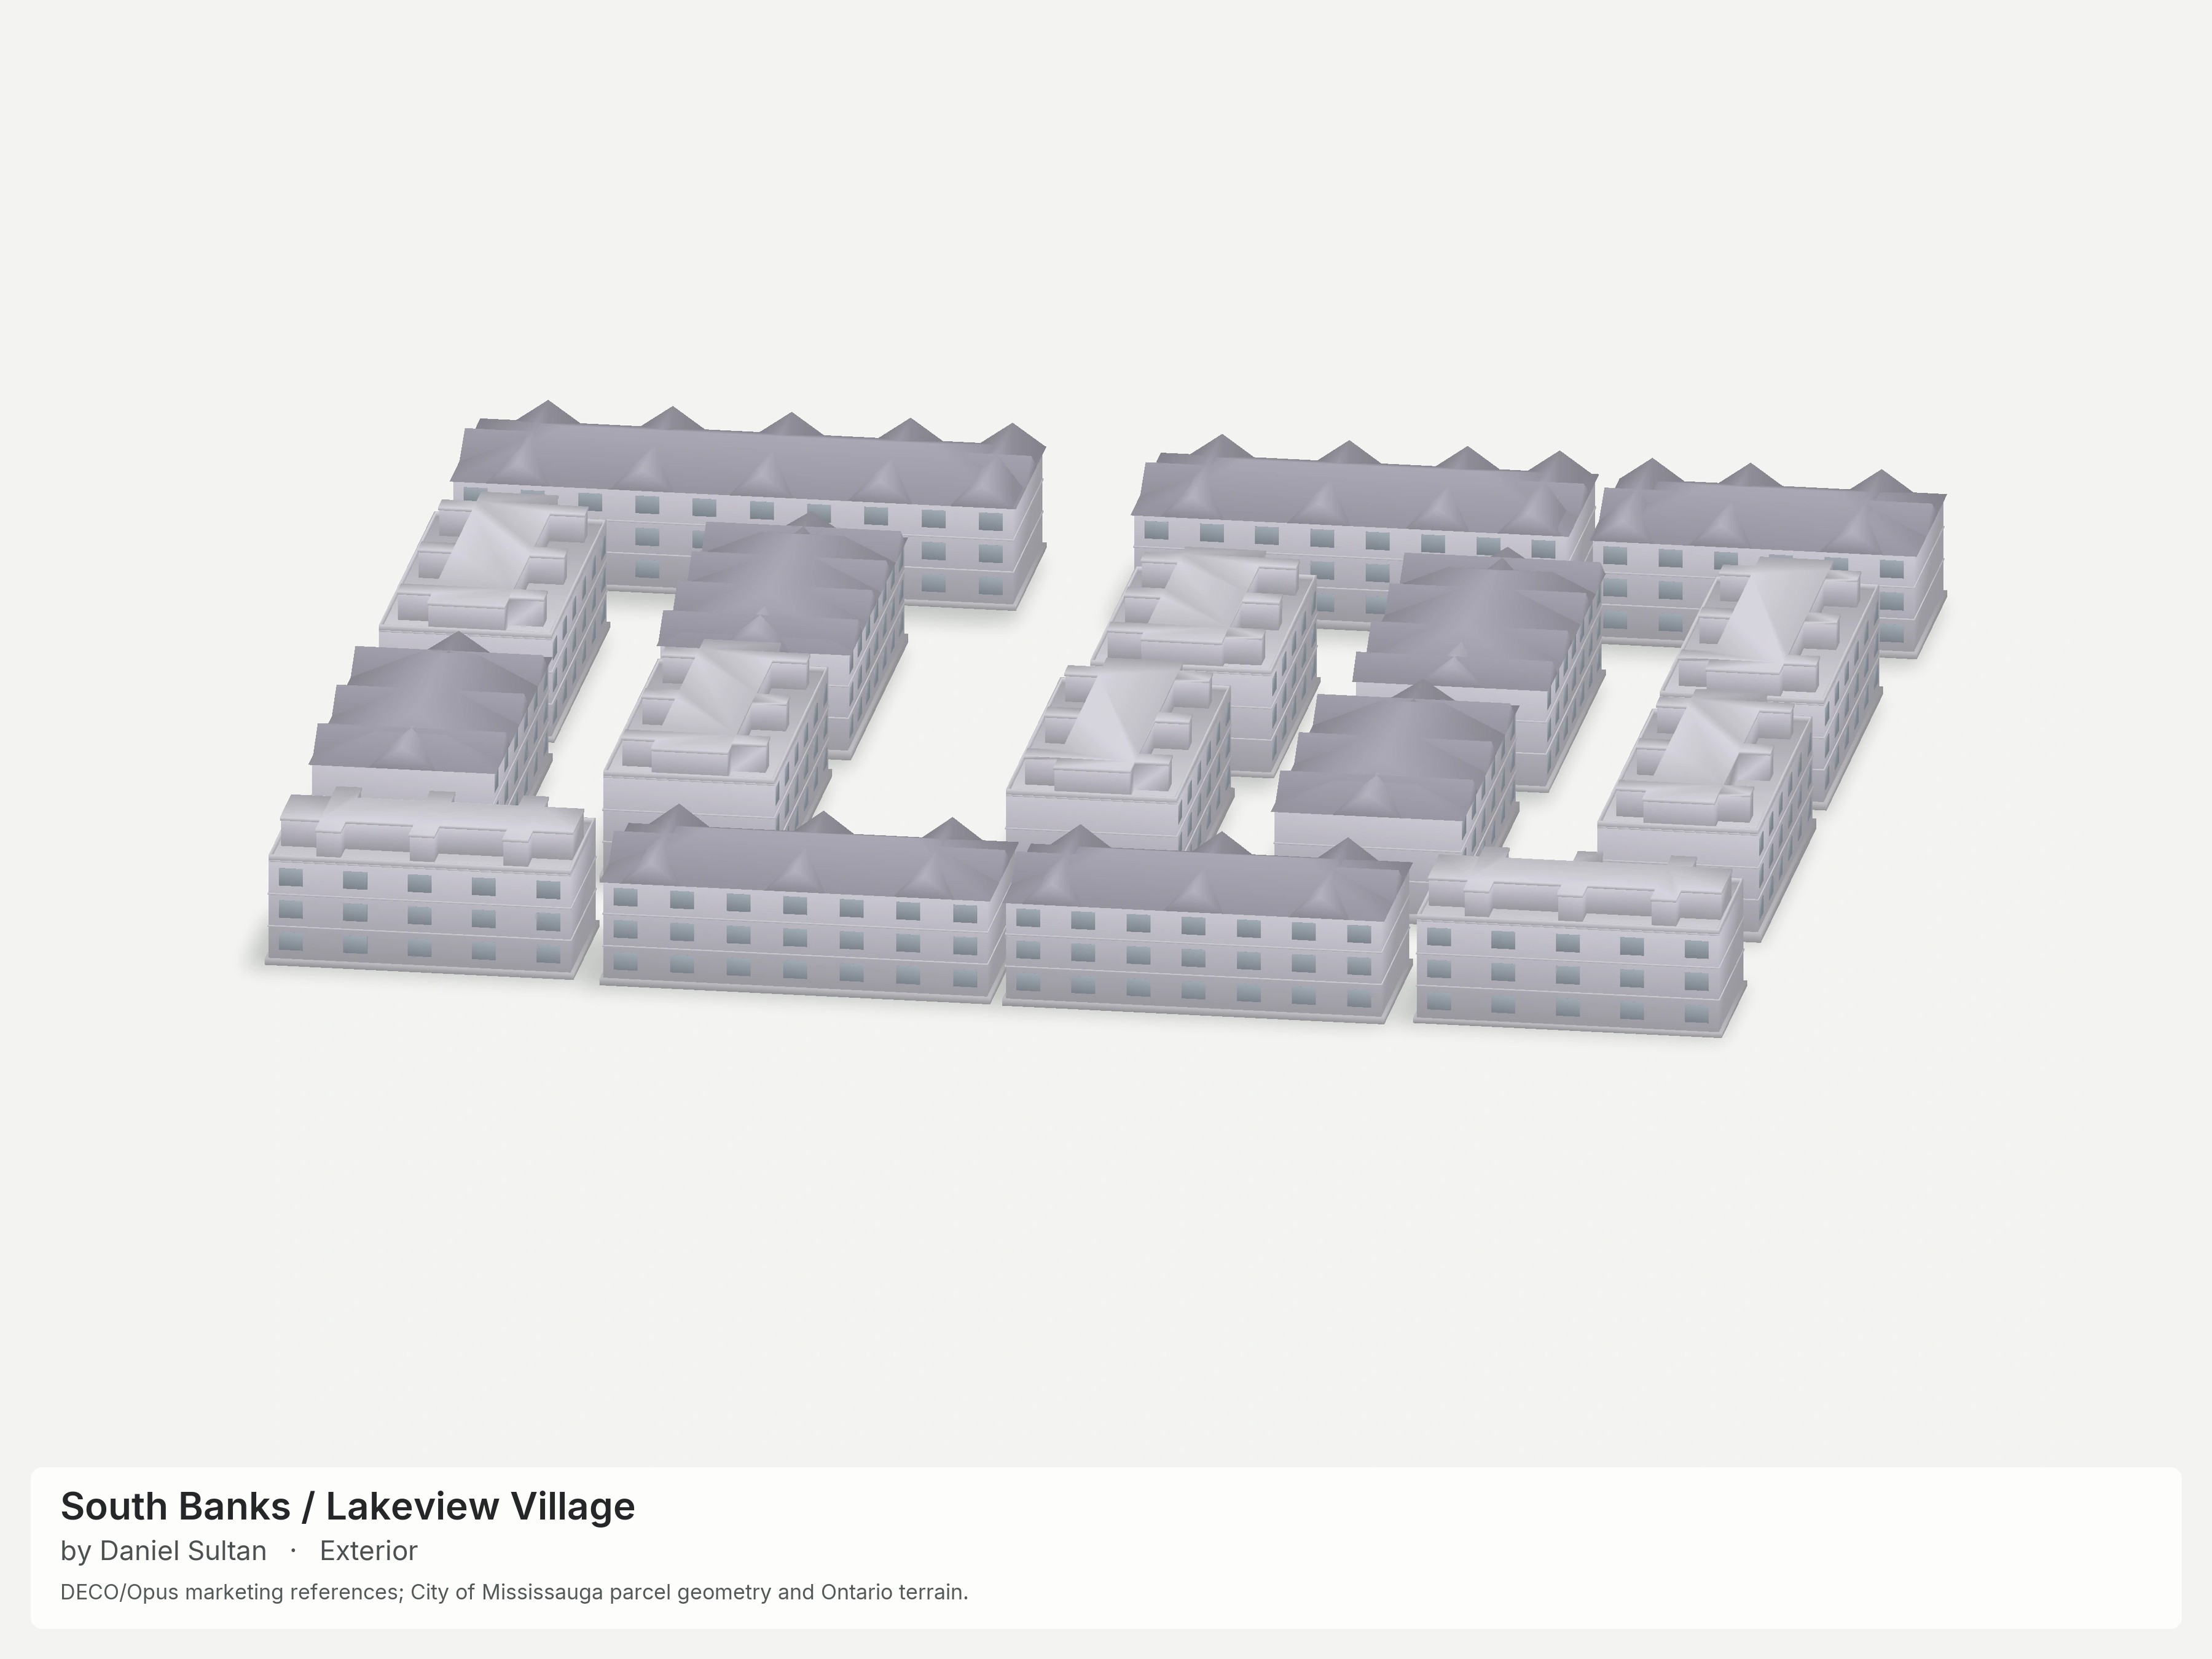 South Banks / Lakeview Village
by Daniel Sultan · Exterior
DECO/Opus marketing references; City of Mississauga parcel geometry and Ontario terrain.